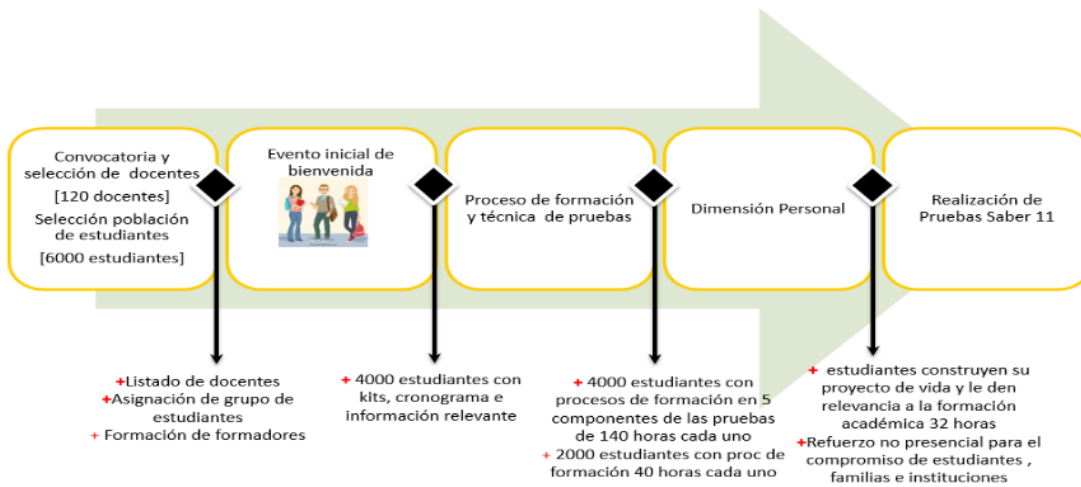 Convocatoria y
selección de docentes
[120 docentes]
Selección población
de estudiantes
[6000 estudiantes]
Evento inicial de
bienvenida
Proceso de formación
y técnica de pruebas
Dimensión Personal
Realización de
Pruebas Saber 11
+Listado de docentes
+Asignación de grupo de
estudiantes
+ Formación de formadores
+ 4000 estudiantes con
kits, cronograma e
información relevante
+ 4000 estudiantes con
procesos de formación en 5
componentes de las pruebas
de 140 horas cada uno
+ 2000 estudiantes con proc de
formación 40 horas cada uno
+ estudiantes construyen su
proyecto de vida y le den
relevancia a la formación
académica 32 horas
+Refuerzo no presencial para el
compromiso de estudiantes ,
familias e instituciones